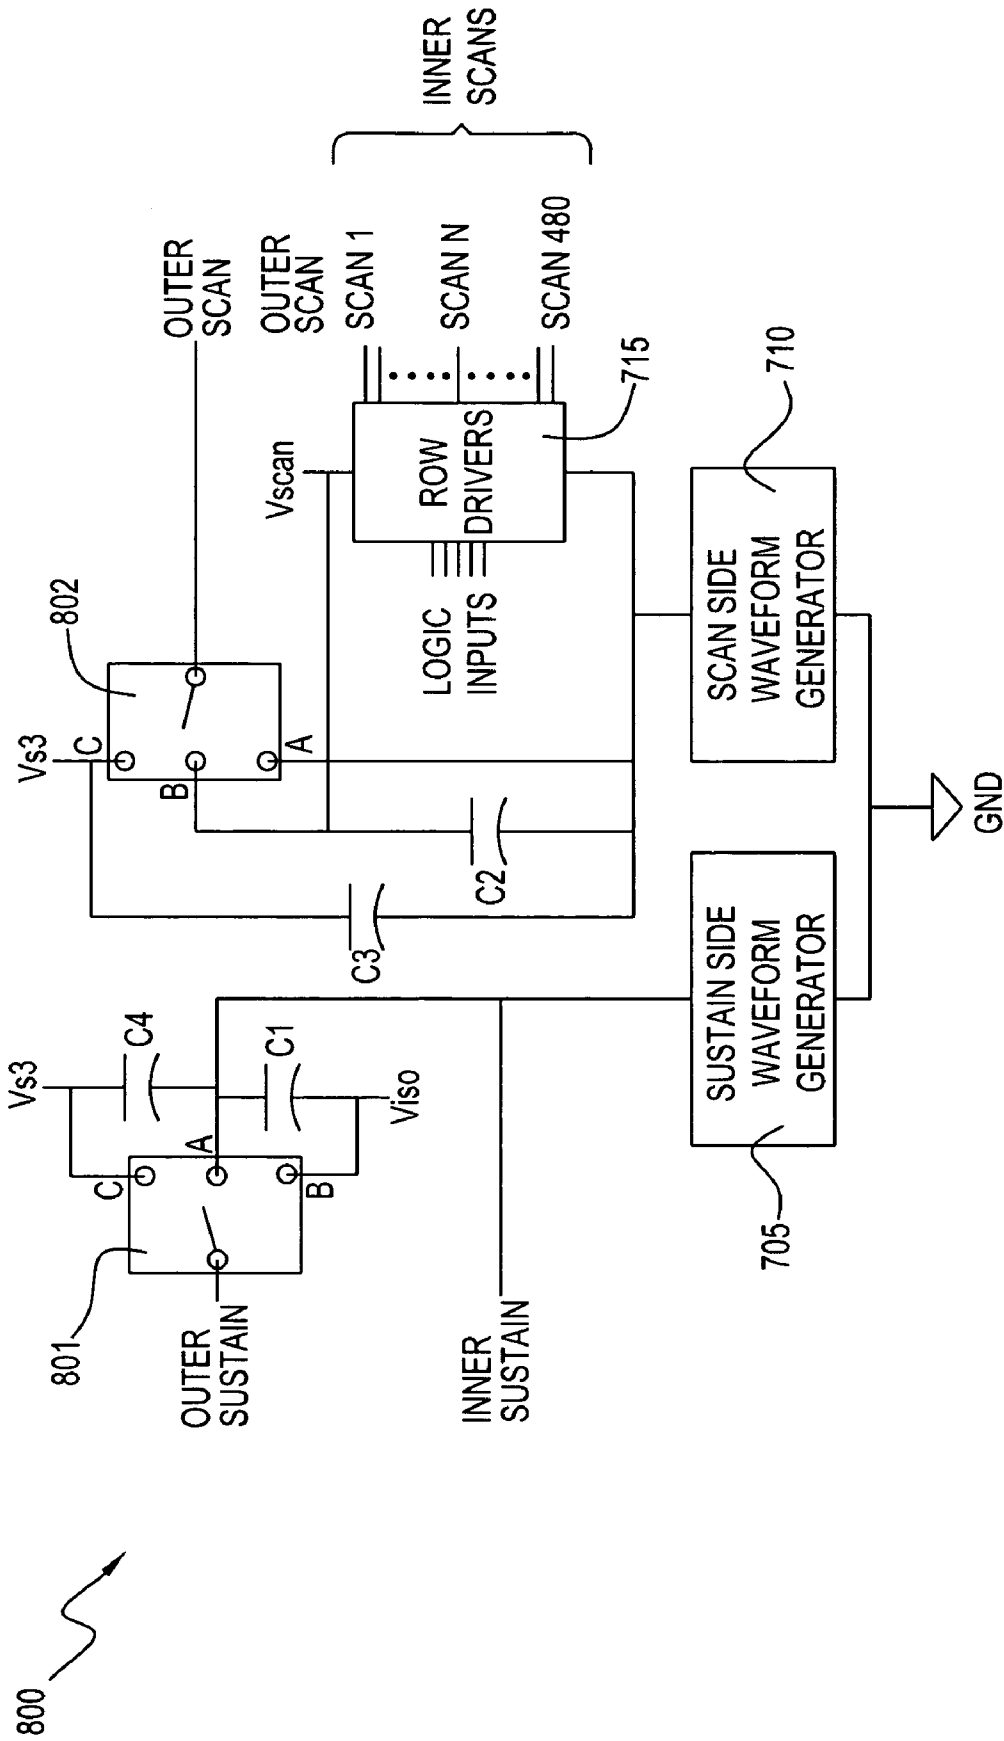 800
801
OUTER
SUSTAIN
INNER
SUSTAIN
Vs3
C4
C
A
B
C1
Viso
705
SUSTAIN SIDE
WAVEFORM
GENERATOR
GND
Vs3
C
B
A
802
C3
C2
OUTER
SCAN
Vscan
OUTER
SCAN
LOGIC
INPUTS
ROW
DRIVERS
SCAN 1
SCAN N
SCAN 480
INNER
SCANS
715
SCAN SIDE
WAVEFORM
GENERATOR
710